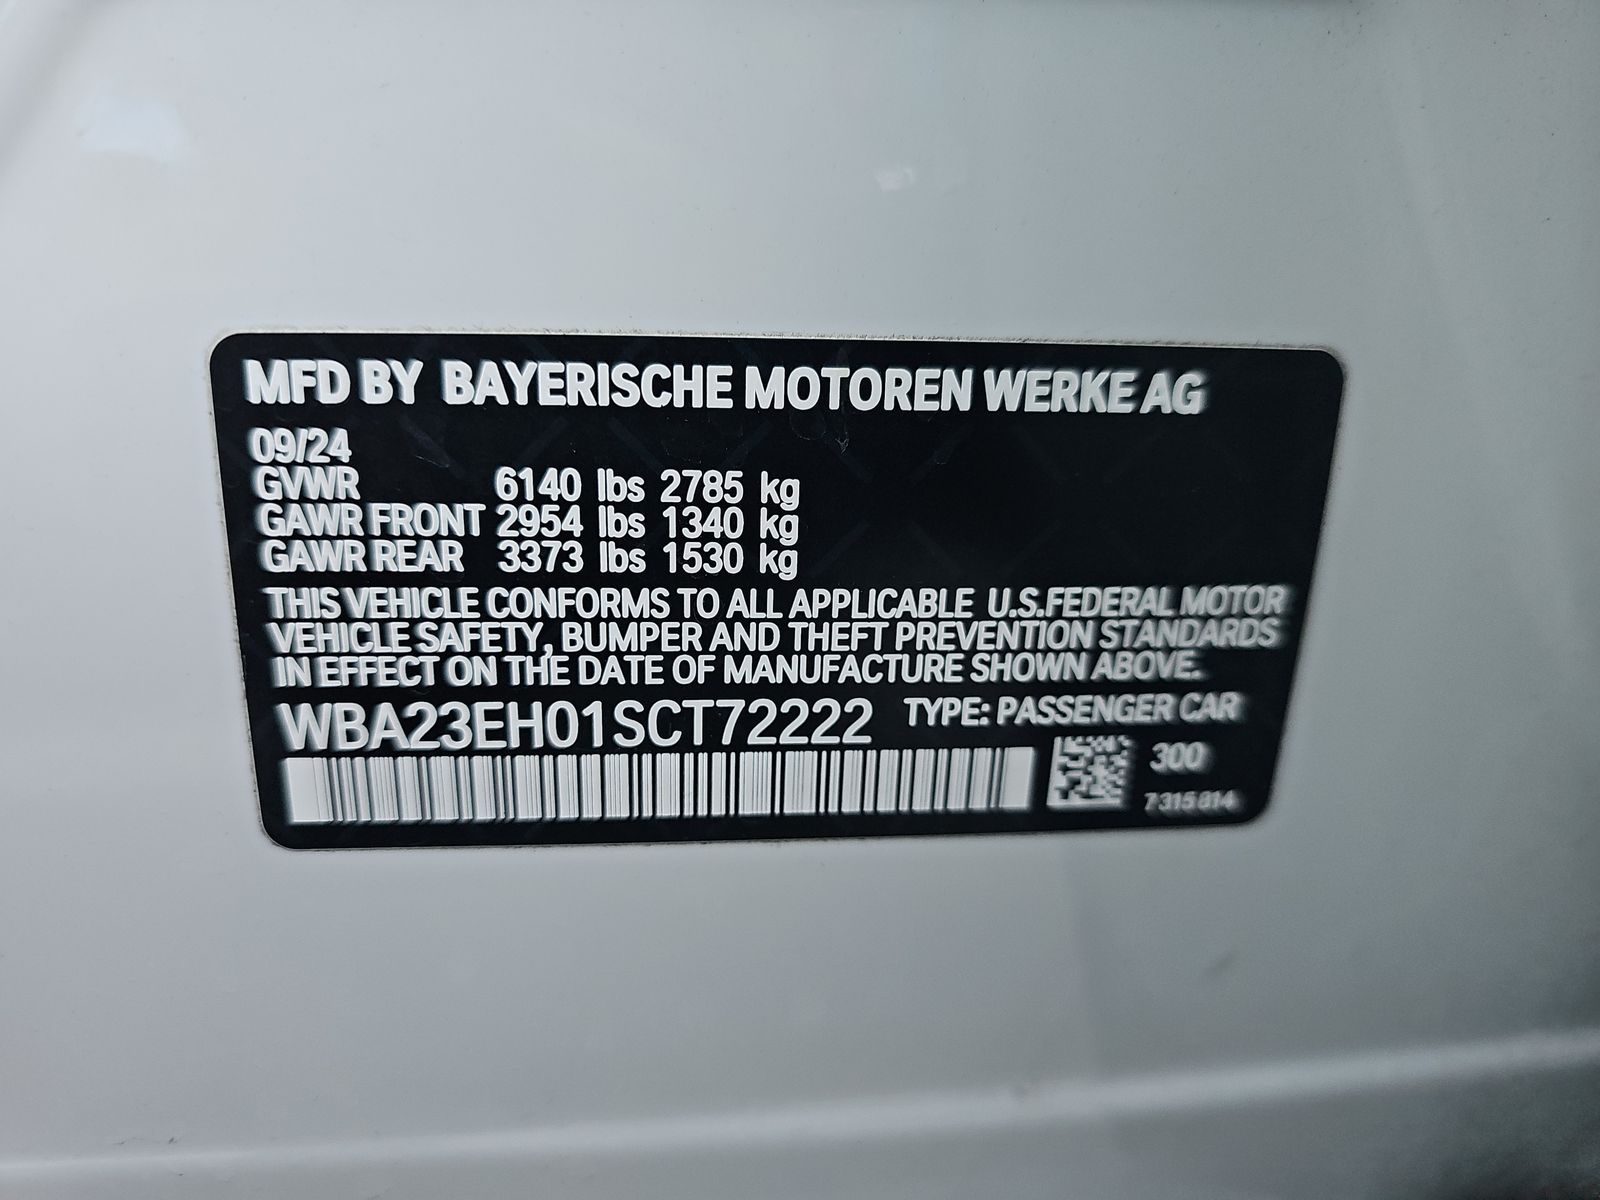 MFD BY BAYERISCHE MOTOREN WERKE AG
09/24
GVWR 6140 lbs 2785 kg
GAWR FRONT 2954 lbs 1340 kg
GAWR REAR 3373 lbs 1530 kg
THIS VEHICLE CONFORMS TO ALL APPLICABLE U.S.FEDERAL MOTOR
VEHICLE SAFETY, BUMPER AND THEFT PREVENTION STANDARDS
IN EFFECT ON THE DATE OF MANUFACTURE SHOWN ABOVE.
WBA23EH01SCT72222 TYPE: PASSENGER CAR
300
7315814